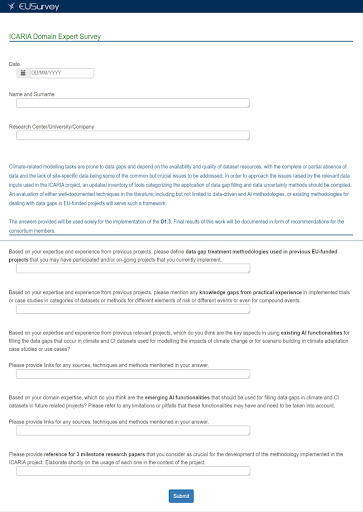 EUSurvey
ICARIA Domain Expert Survey
Date
DD/MM/YYYY
Name and Surname
Research Center/University/Company
Climate-related modelling tasks are prone to data gaps and depend on the availability and quality of dataset resources, with the complete or partial absence of
data and the lack of site-specific data being some of the common but crucial issues to be addressed. In order to approach the issues raised by the relevant data
inputs used in the ICARIA project, an updated inventory of tools categorizing the application of data gap filling and data uncertainty methods should be compiled.
An evaluation of either well-documented techniques in the literature, including but not limited to data-driven and AI methodologies, or existing methodologies for
dealing with data gaps in EU-funded projects will serve such a framework.
The answers provided will be used solely for the implementation of the D1.3. Final results of this work will be documented in form of recommendations for the
consortium members.
Based on your expertise and experience from previous projects, please define data gap treatment methodologies used in previous EU-funded
projects that you may have participated and/or on-going projects that you currently implement.
Based on your expertise and experience from previous projects, please mention any knowledge gaps from practical experience in implemented trials
or case studies in categories of datasets or methods for different elements of risk or different events or even for compound events.
Based on your expertise and experience from previous relevant projects, which do you think are the key aspects in using existing AI functionalities for
filling the data gaps that occur in climate and CI datasets used for modelling the impacts of climate change or for scenario building in climate adaptation
case studies or use cases?
Please provide links for any sources, techniques and methods mentioned in your answer.
Based on your domain expertise, which do you think are the emerging AI functionalities that should be used for filling data gaps in climate and CI
datasets in future related projects? Please refer to any limitations or pitfalls that these functionalities may have and need to be taken into account.
Please provide links for any sources, techniques and methods mentioned in your answer.
Please provide reference for 3 milestone research papers that you consider as crucial for the development of the methodology implemented in the
ICARIA project. Elaborate shortly on the usage of each one in the context of the project.
Submit